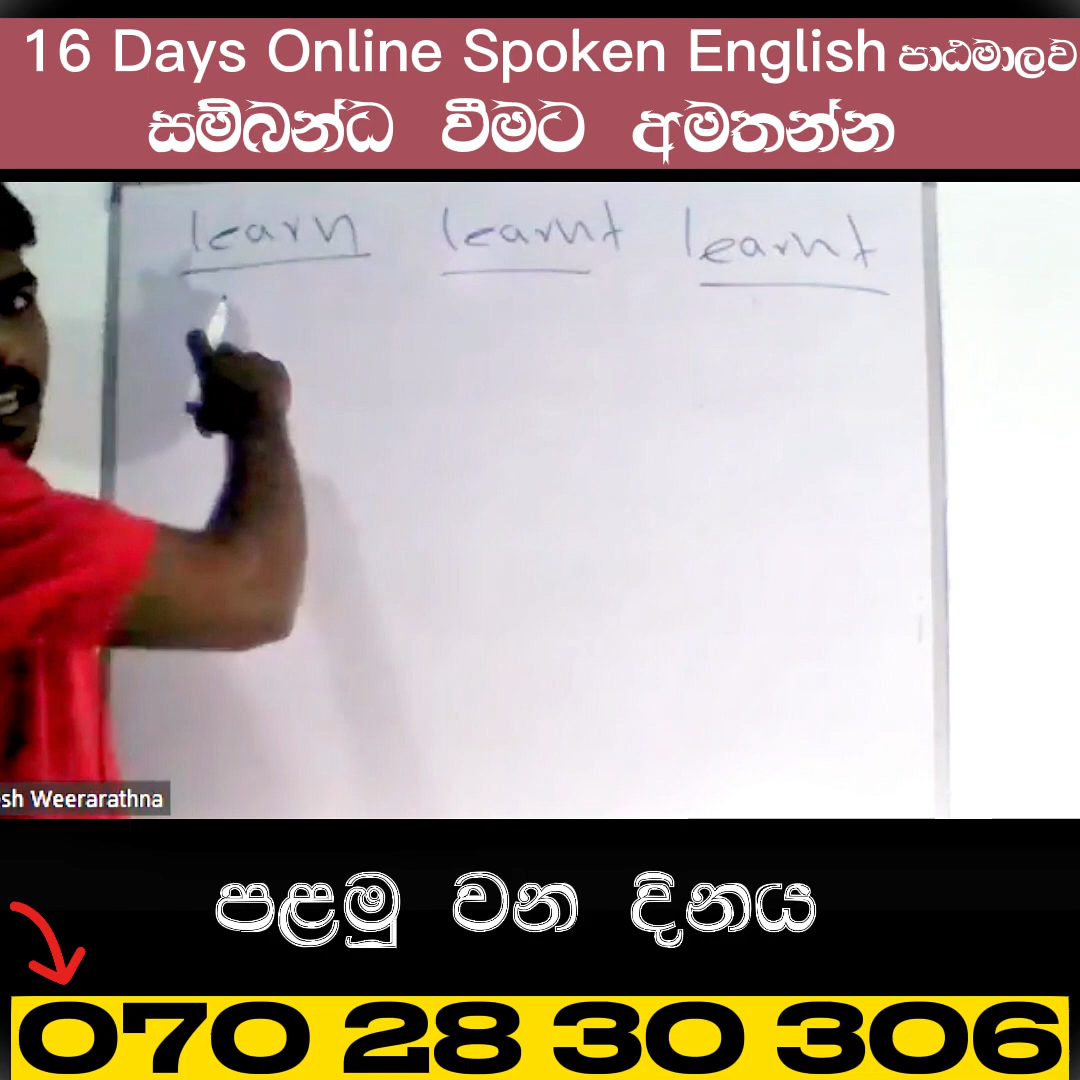 16 Days Online Spoken English පාඨමාලව
සම්බන්ධ වීමට අමතන්න
learn learnt learnt
sh Weerarathna
පළමු වන දිනය
070 28 30 306